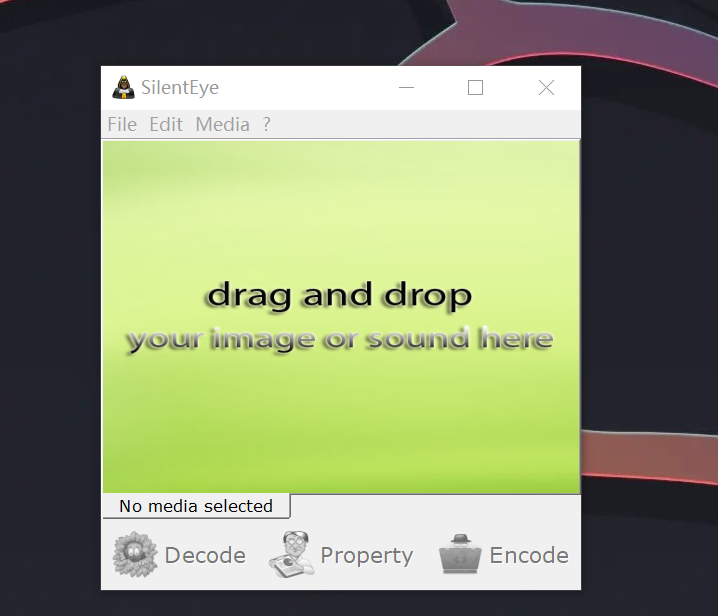 SilentEye
File Edit Media ?
drag and drop
your image or sound here
No media selected
Decode Property Encode